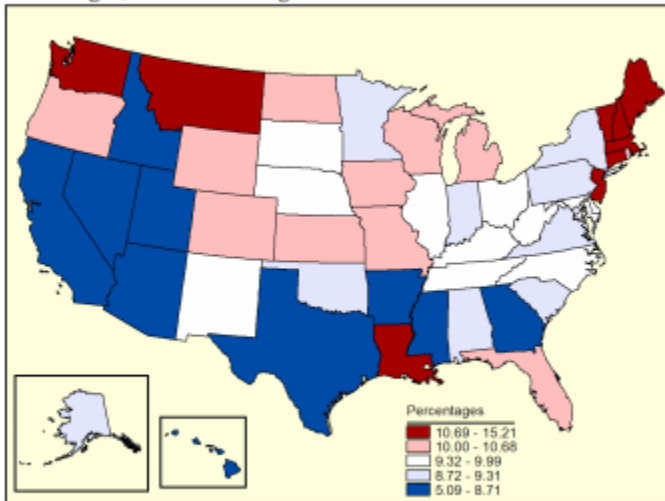 Percentages
10.69 - 15.21
10.00 - 10.68
9.32 - 9.99
8.72 - 9.31
5.09 - 8.71